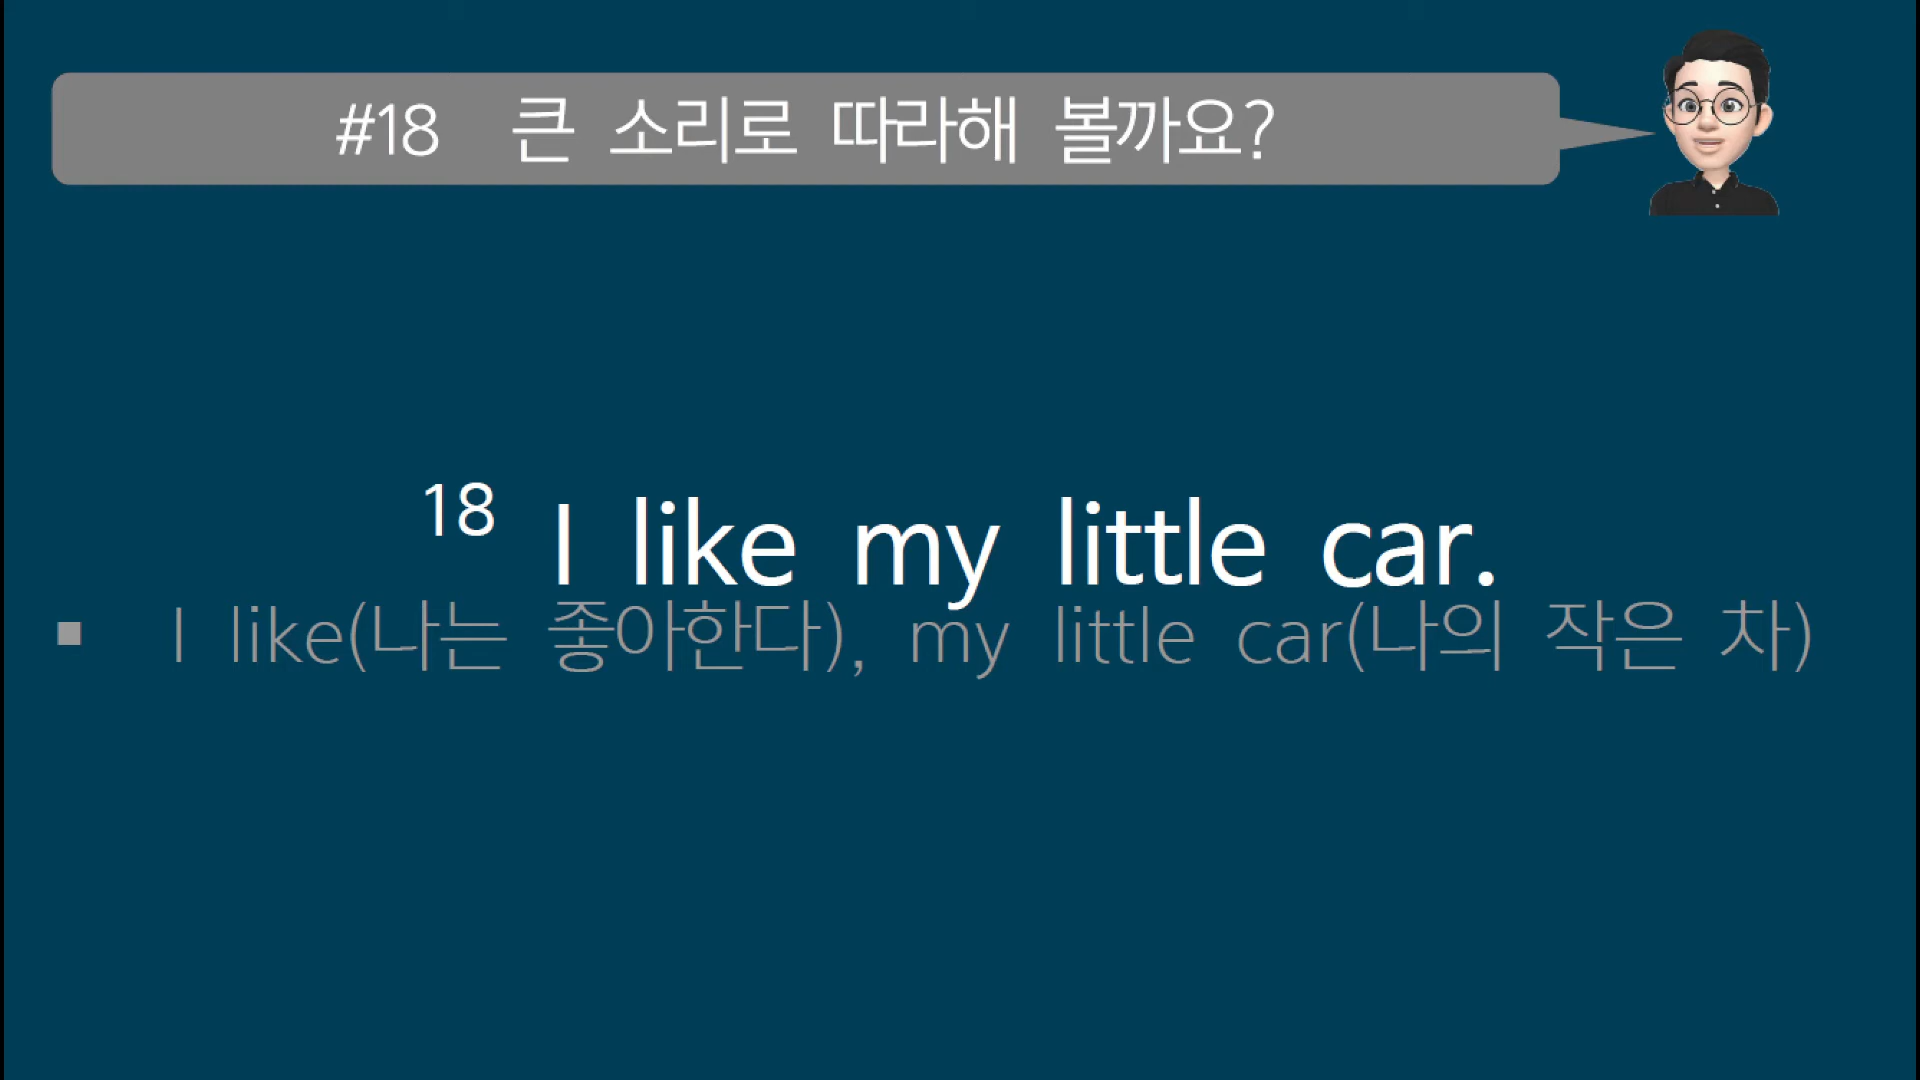 #18 큰 소리로 따라해 볼까요?
18 I like my little car.
▪ I like(나는 좋아한다), my little car(나의 작은 차)